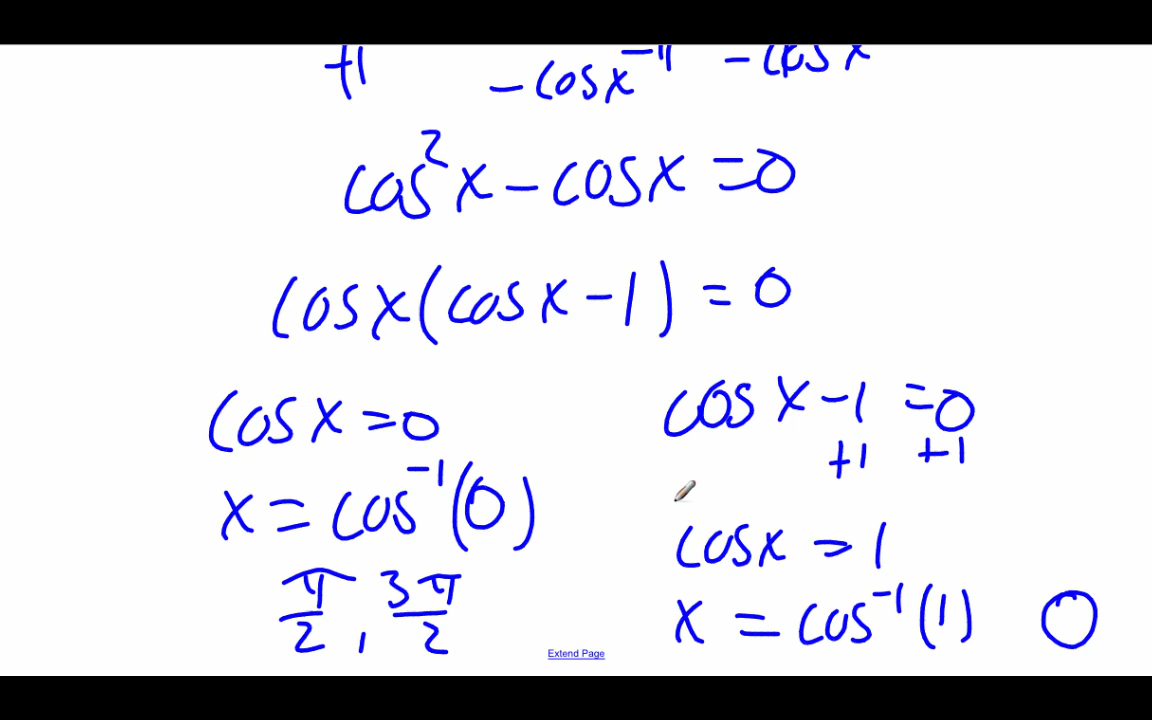 +1 - cos x - 1 - cos x
cos² x - cos x = 0
cos x (cos x - 1) = 0
cos x = 0
x = cos⁻¹(0)
π/2 , 3π/2
cos x - 1 = 0
+1 +1
cos x = 1
x = cos⁻¹(1) 0
Extend Page